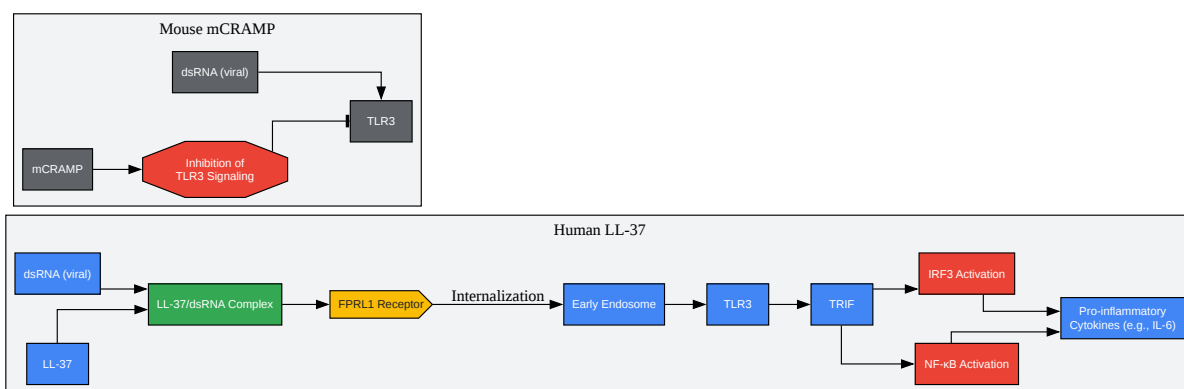 Mouse mCRAMP
dsRNA (viral)
TLR3
mCRAMP
Inhibition of
TLR3 Signaling
Human LL-37
dsRNA (viral)
LL-37
LL-37/dsRNA Complex
FPRL1 Receptor
Internalization
Early Endosome
TLR3
TRIF
IRF3 Activation
NF-κB Activation
Pro-inflammatory
Cytokines (e.g., IL-6)